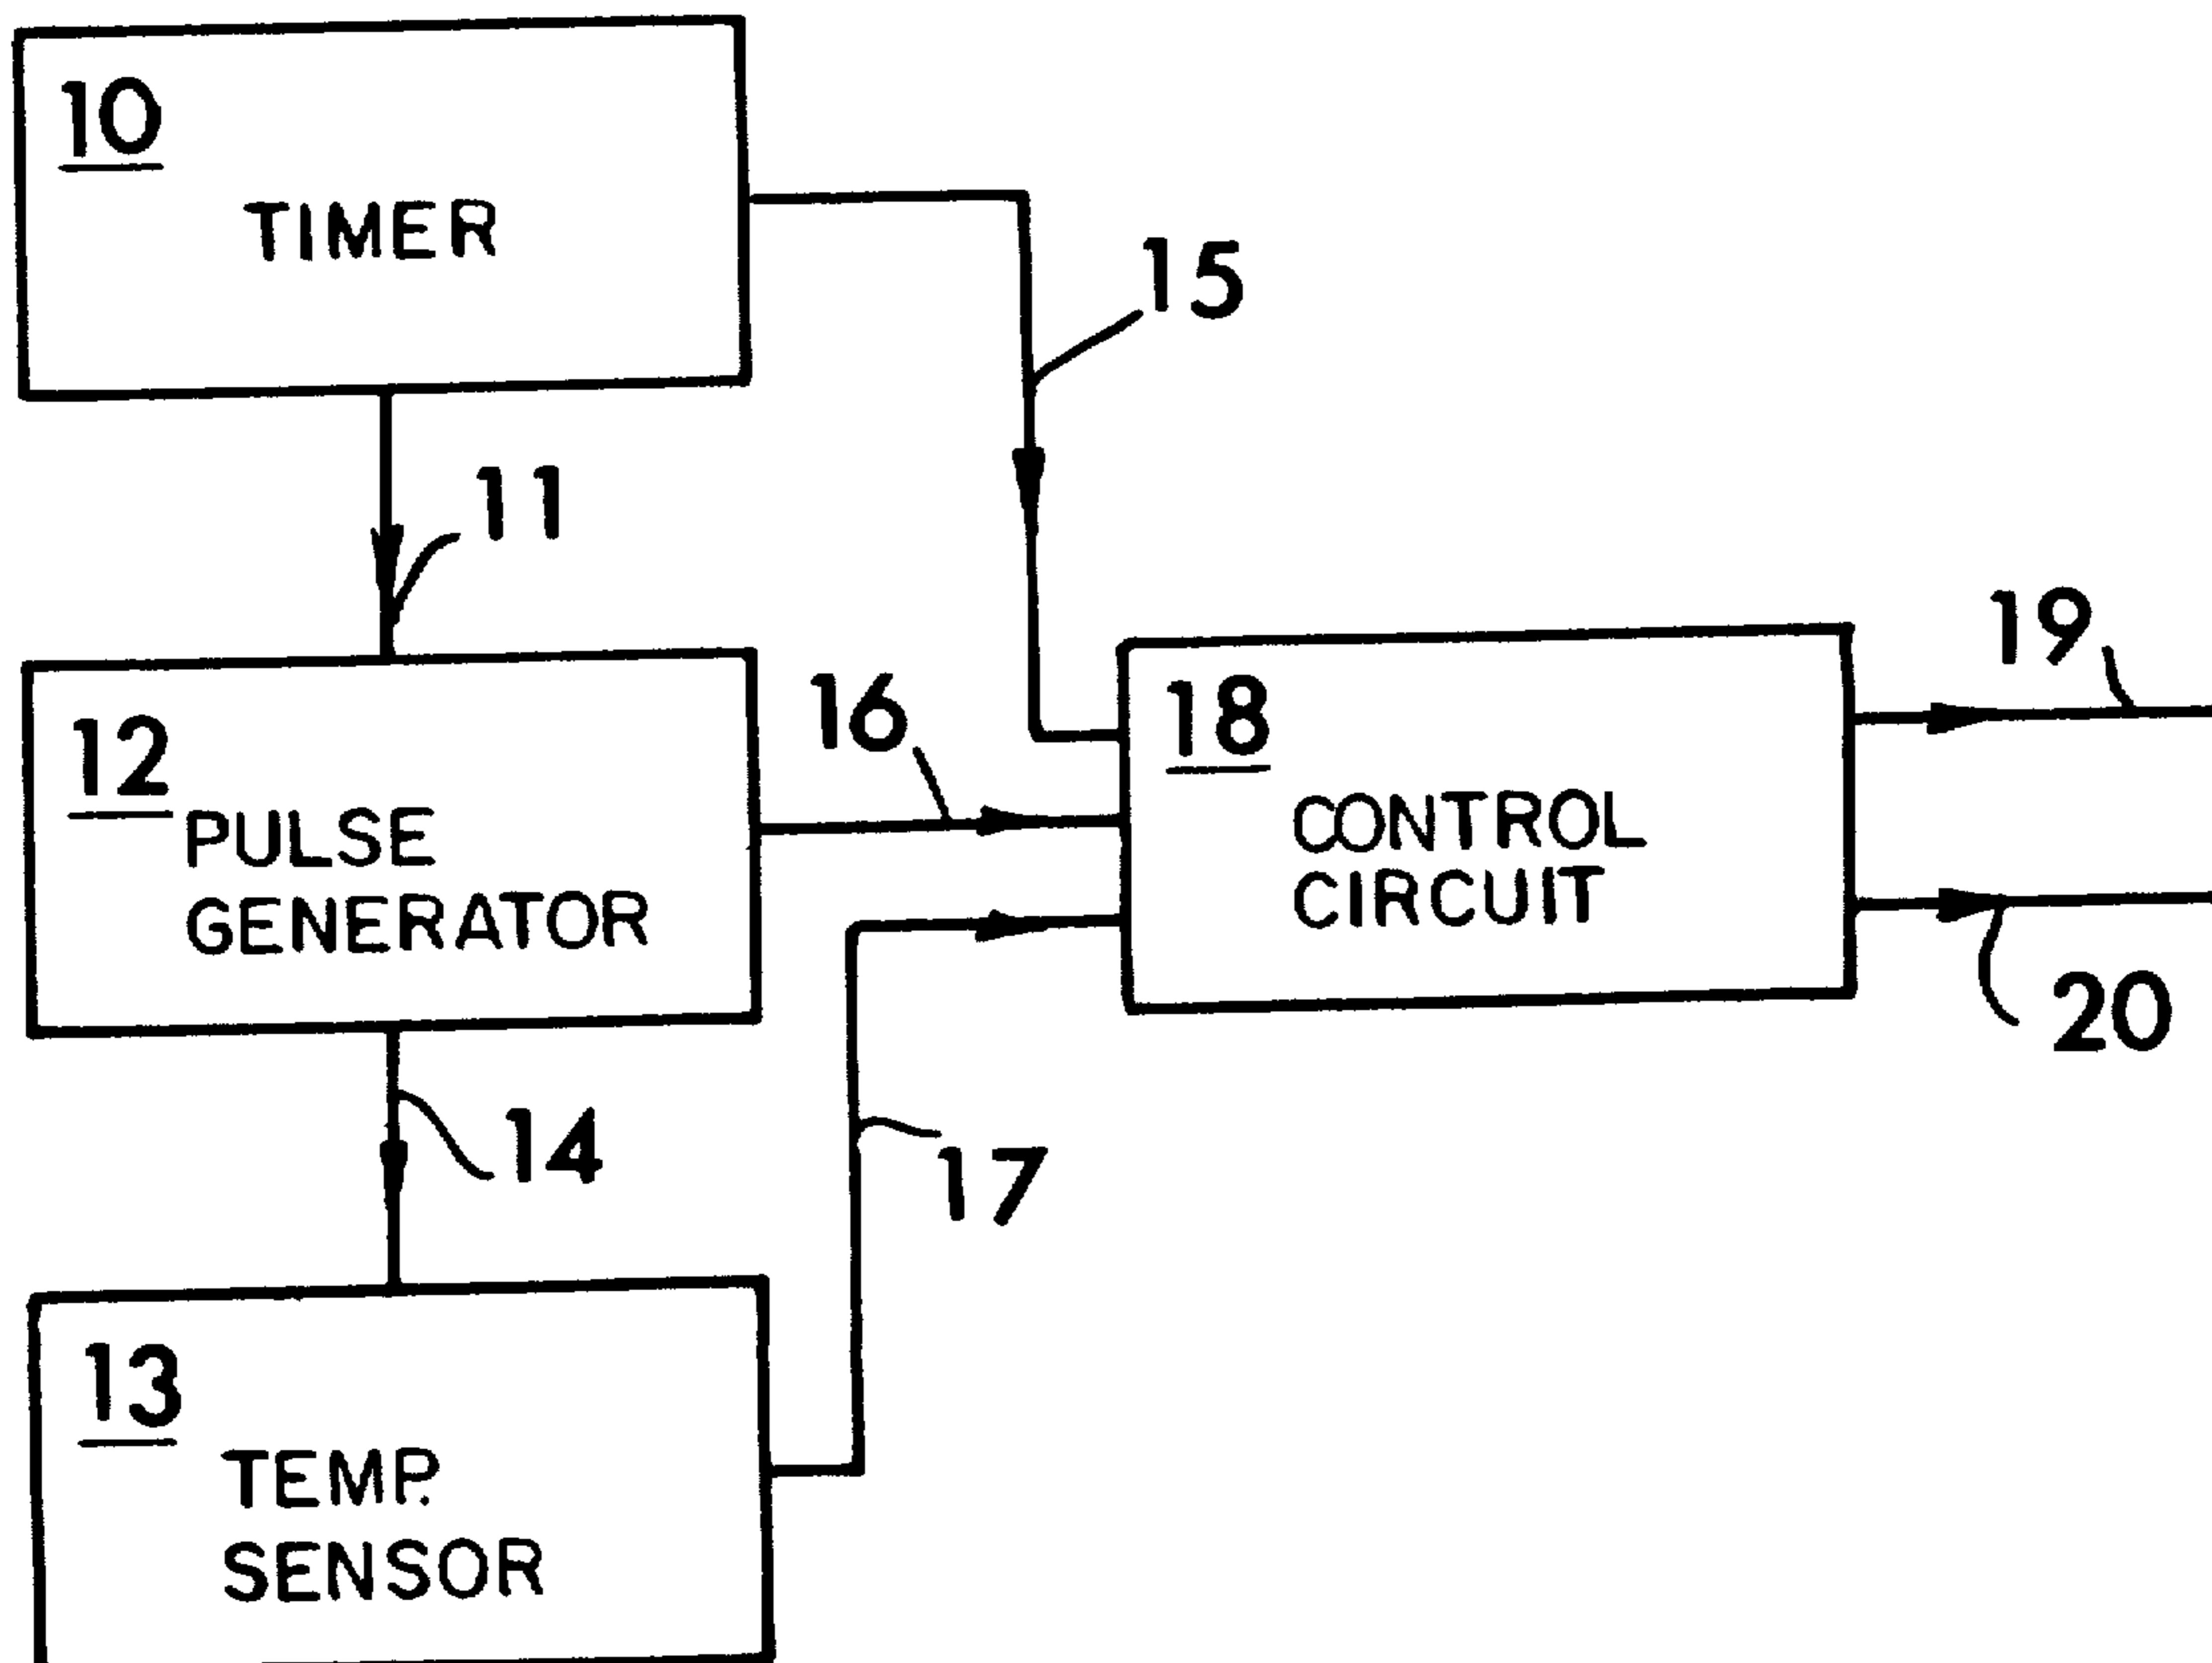 10
TIMER
15
11
19
16
18
12
CONTROL
CIRCUIT
PULSE
GENERATOR
20
14
17
13
TEMP.
SENSOR